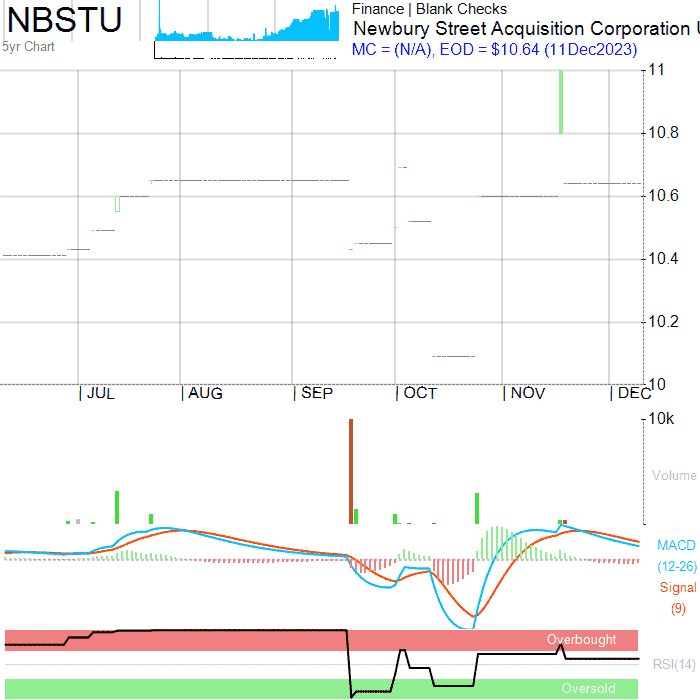 NBSTU
5yr Chart
Finance | Blank Checks
Newbury Street Acquisition Corporation U
MC = (N/A), EOD = $10.64 (11Dec2023)
11
10.8
10.6
10.4
10.2
10
| JUL | AUG | SEP | OCT | NOV | DEC
10k
Volume
MACD
(12-26)
Signal
(9)
Overbought
RSI(14)
Oversold